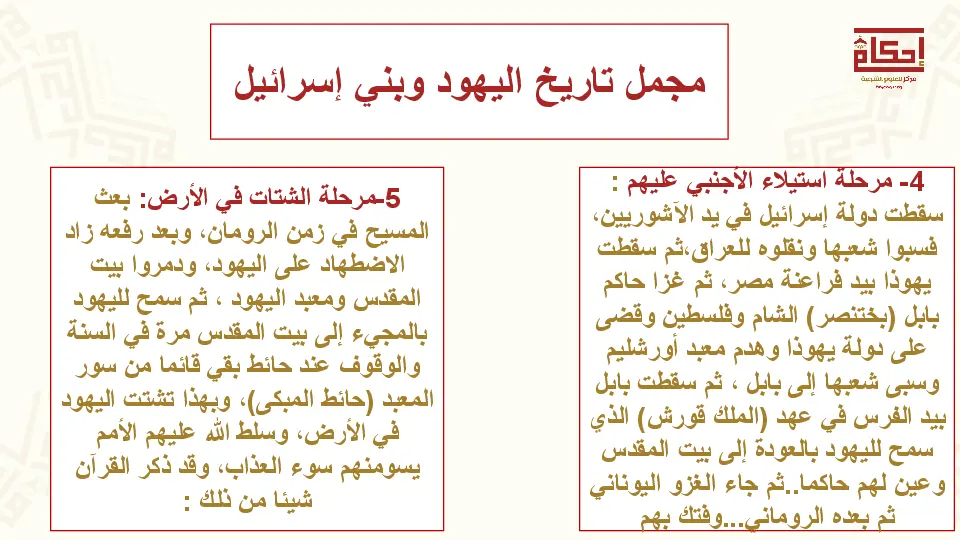 إحكام
مركز للعلوم الشرعية
مجمل تاريخ اليهود وبني إسرائيل
4- مرحلة استيلاء الأجنبي عليهم :
سقطت دولة إسرائيل في يد الآشوريين،
فسبوا شعبها ونقلوه للعراق،ثم سقطت
يهوذا بيد فراعنة مصر، ثم غزا حاكم
بابل (بختنصر) الشام وفلسطين وقضى
على دولة يهوذا وهدم معبد أورشليم
وسبى شعبها إلى بابل ، ثم سقطت بابل
بيد الفرس في عهد (الملك قورش) الذي
سمح لليهود بالعودة إلى بيت المقدس
وعين لهم حاكما..ثم جاء الغزو اليوناني
ثم بعده الروماني...وفتك بهم
5-مرحلة الشتات في الأرض: بعث
المسيح في زمن الرومان، وبعد رفعه زاد
الاضطهاد على اليهود، ودمروا بيت
المقدس ومعبد اليهود ، ثم سمح لليهود
بالمجيء إلى بيت المقدس مرة في السنة
والوقوف عند حائط بقي قائما من سور
المعبد (حائط المبكى)، وبهذا تشتت اليهود
في الأرض، وسلط الله عليهم الأمم
يسومنهم سوء العذاب، وقد ذكر القرآن
شيئا من ذلك :